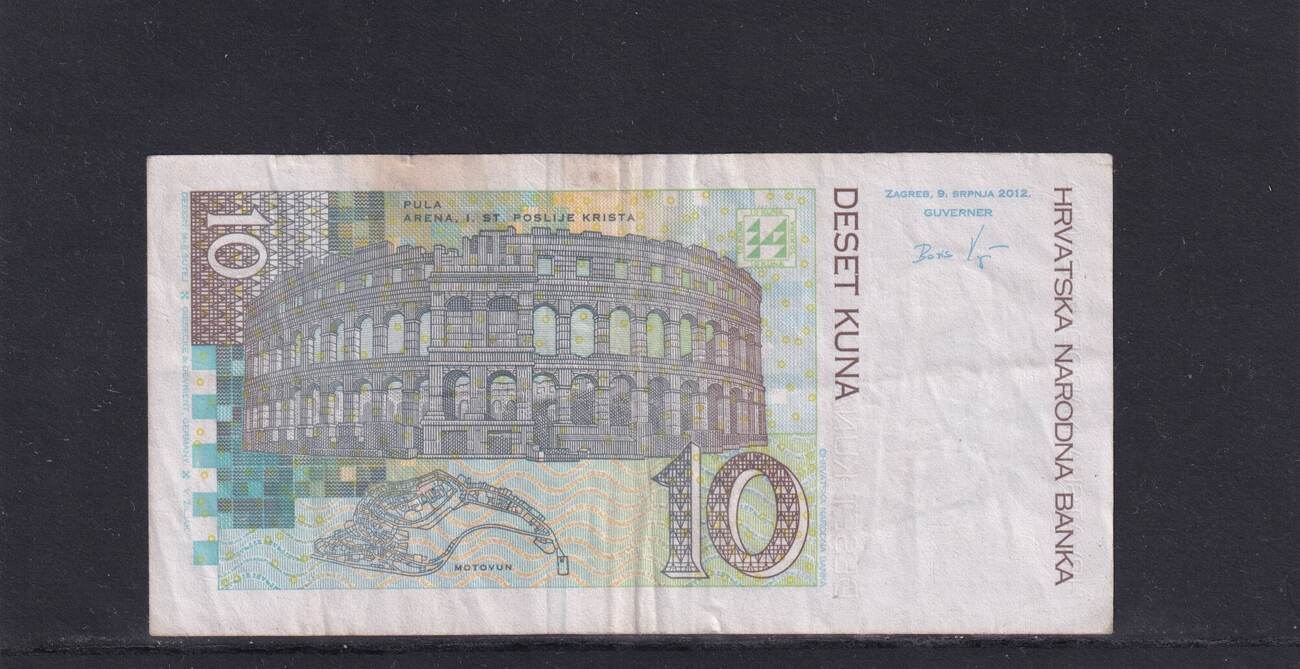 10
PULA
ARENA, I. ST. POSLIJE KRISTA
MOTOVUN
10
DESET KUNA
ZAGREB, 9. SRPNJA 2012.
GUVERNER
HRVATSKA NARODNA BANKA